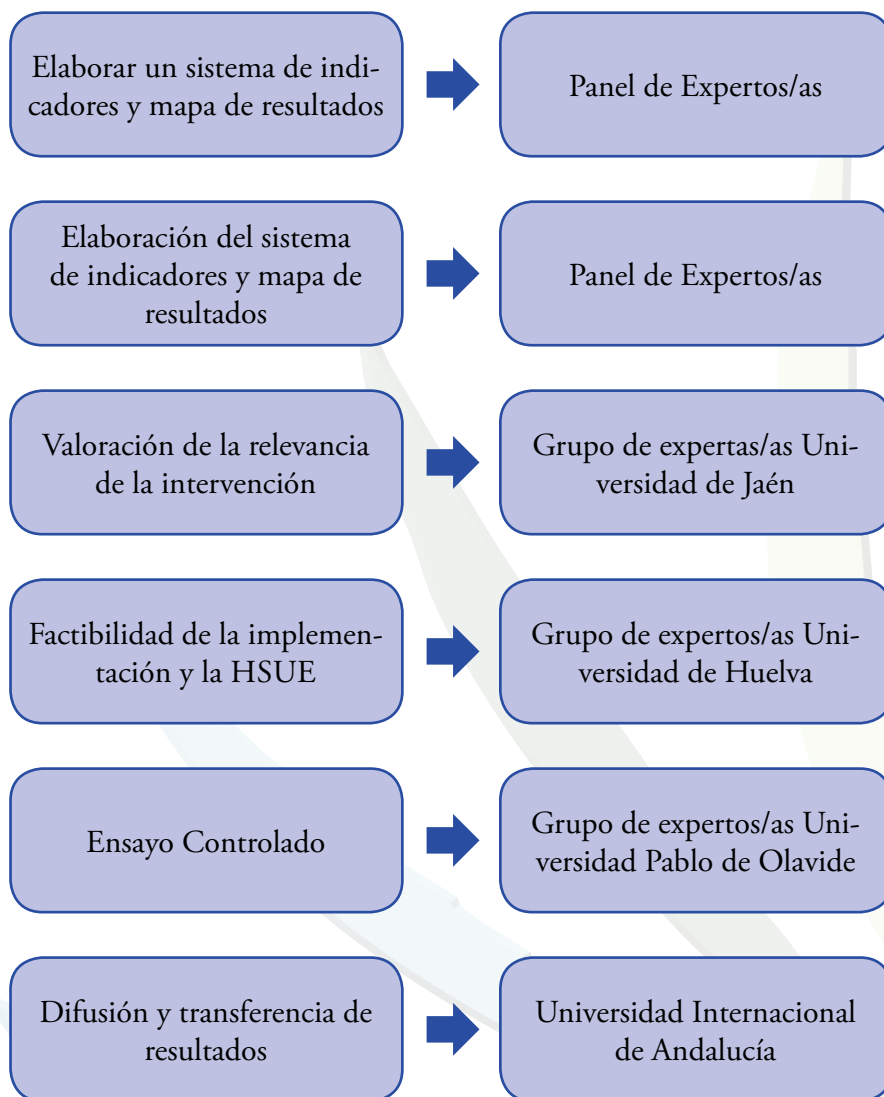 Elaborar un sistema de indi-
cadores y mapa de resultados
Panel de Expertos/as
Elaboración del sistema
de indicadores y mapa de
resultados
Panel de Expertos/as
Valoración de la relevancia
de la intervención
Grupo de expertas/as Uni-
versidad de Jaén
Factibilidad de la implemen-
tación y la HSUE
Grupo de expertos/as Uni-
versidad de Huelva
Ensayo Controlado
Grupo de expertos/as Uni-
versidad Pablo de Olavide
Difusión y transferencia de
resultados
Universidad Internacional
de Andalucía